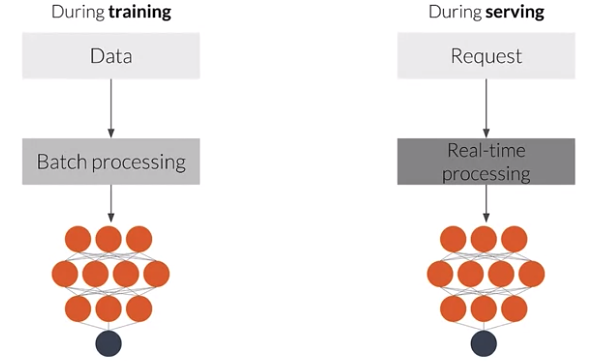 During training
Data
Batch processing
During serving
Request
Real-time
processing